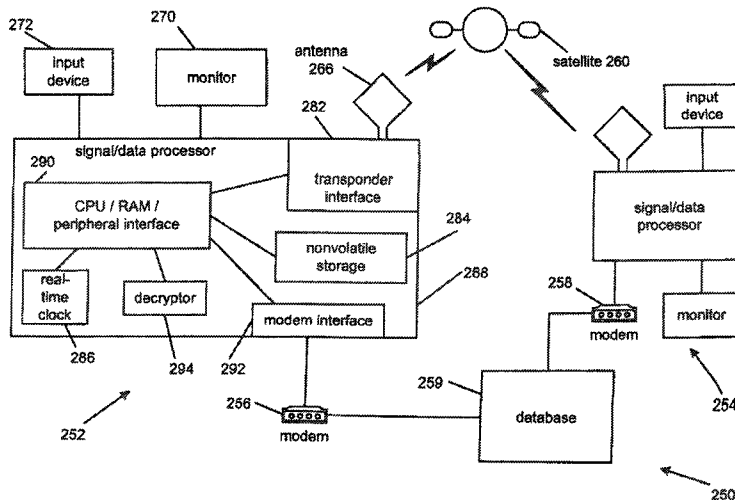 272
270
antenna
266
satellite 260
input
device
monitor
282
input
device
signal/data processor
290
CPU / RAM /
peripheral interface
transponder
interface
signal/data
processor
nonvolatile
storage
284
288
real-
time
clock
decryptor
modem interface
258
modem
monitor
286
294
292
259
254
252
256
modem
database
250